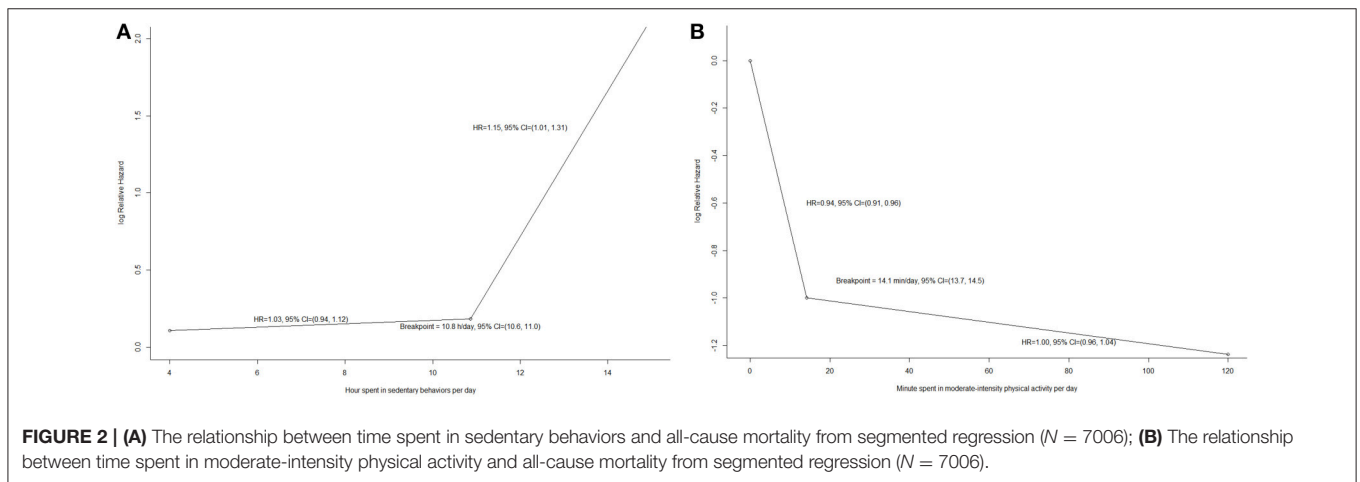 A
2.0
1.5
1.0
0.5
0.0
log Relative Hazard
HR=1.15, 95% CI=(1.01, 1.31)
HR=1.03, 95% CI=(0.94, 1.12)
Breakpoint = 10.8 h/day, 95% CI=(10.6, 11.0)
4 6 8 10 12 14
Hour spent in sedentary behaviors per day
B
0.0
-0.2
-0.4
-0.6
-0.8
-1.0
-1.2
log Relative Hazard
HR=0.94, 95% CI=(0.91, 0.96)
Breakpoint = 14.1 min/day, 95% CI=(13.7, 14.5)
HR=1.00, 95% CI=(0.96, 1.04)
0 20 40 60 80 100 120
Minute spent in moderate-intensity physical activity per day
FIGURE 2 | (A) The relationship between time spent in sedentary behaviors and all-cause mortality from segmented regression (N = 7006); (B) The relationship
between time spent in moderate-intensity physical activity and all-cause mortality from segmented regression (N = 7006).